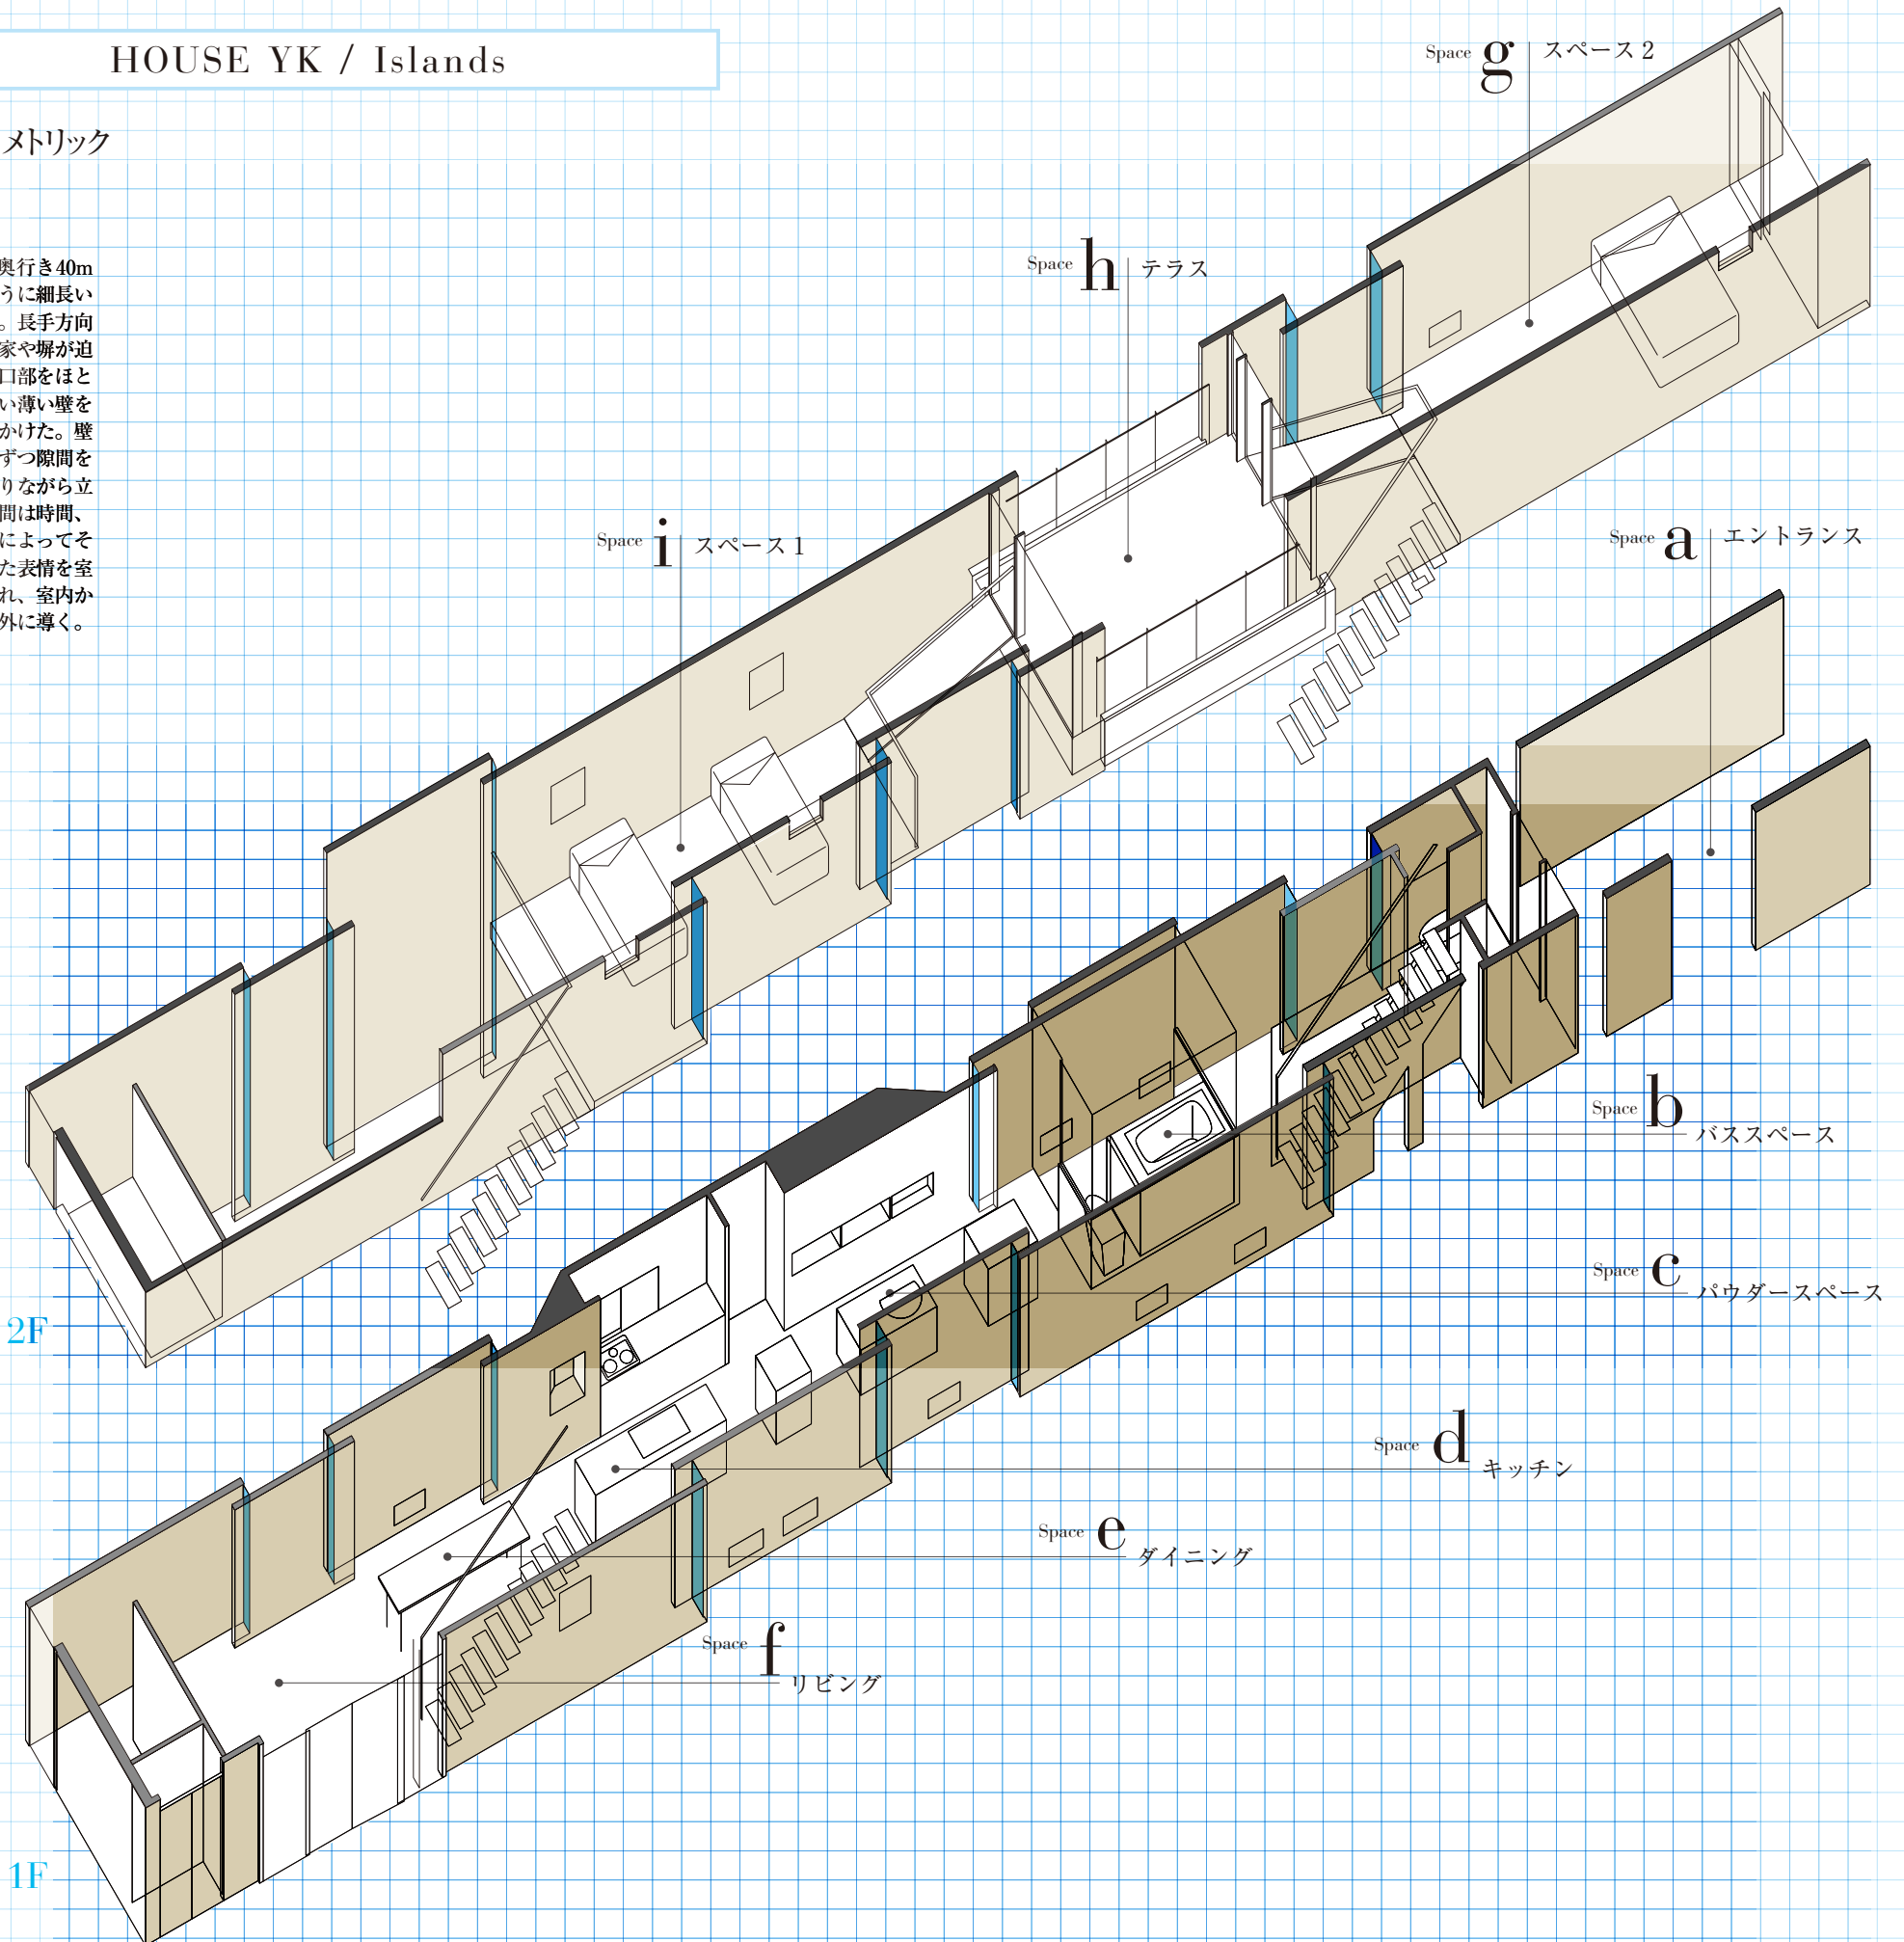 HOUSE YK / Islands
メトリック
奥行き40m
うに細長い
。長手方向
家や塀が迫
口部をほと
い薄い壁を
かけた。壁
ずつ隙間を
りながら立
間は時間、
によってそ
た表情を室
れ、室内か
外に導く。
Space g スペース 2
Space h テラス
Space i スペース 1
Space a エントランス
Space b バススペース
Space c パウダースペース
Space d キッチン
Space e ダイニング
Space f リビング
2F
1F